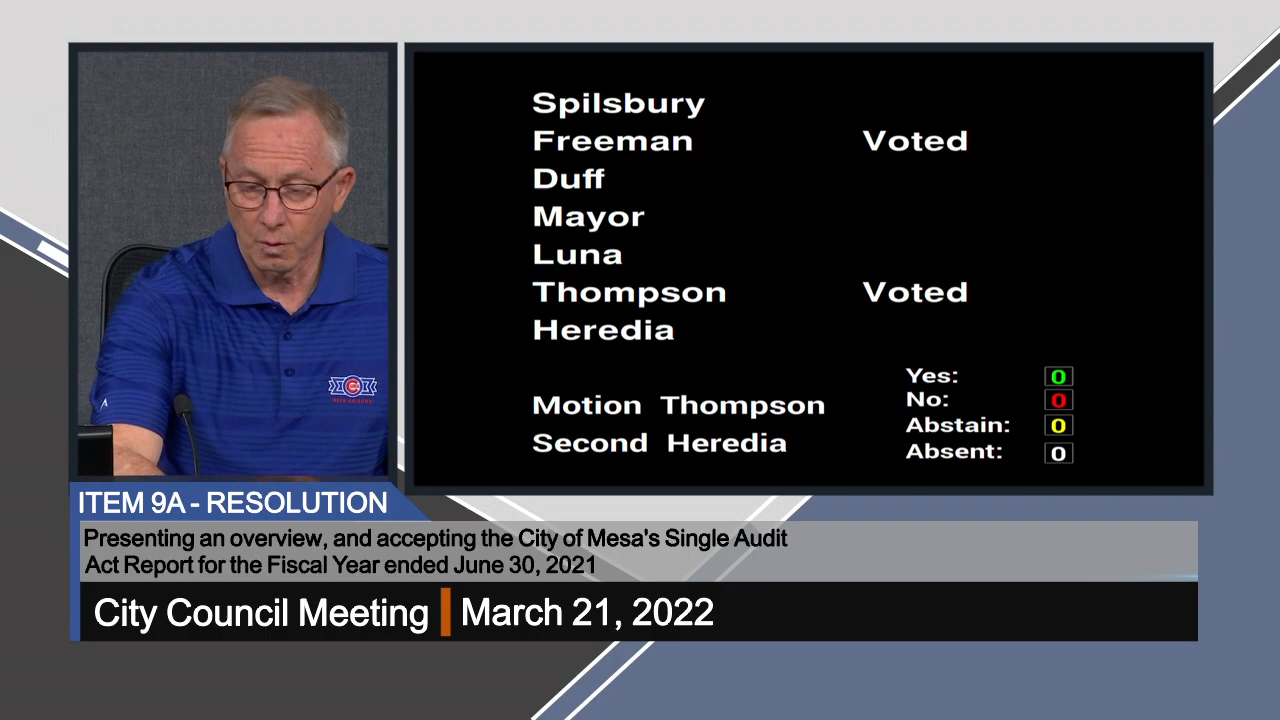 Spilsbury
Freeman Voted
Duff
Mayor
Luna
Thompson Voted
Heredia
Motion Thompson
Second Heredia
Yes: 0
No: 0
Abstain: 0
Absent: 0
ITEM 9A - RESOLUTION
Presenting an overview, and accepting the City of Mesa's Single Audit
Act Report for the Fiscal Year ended June 30, 2021
City Council Meeting March 21, 2022